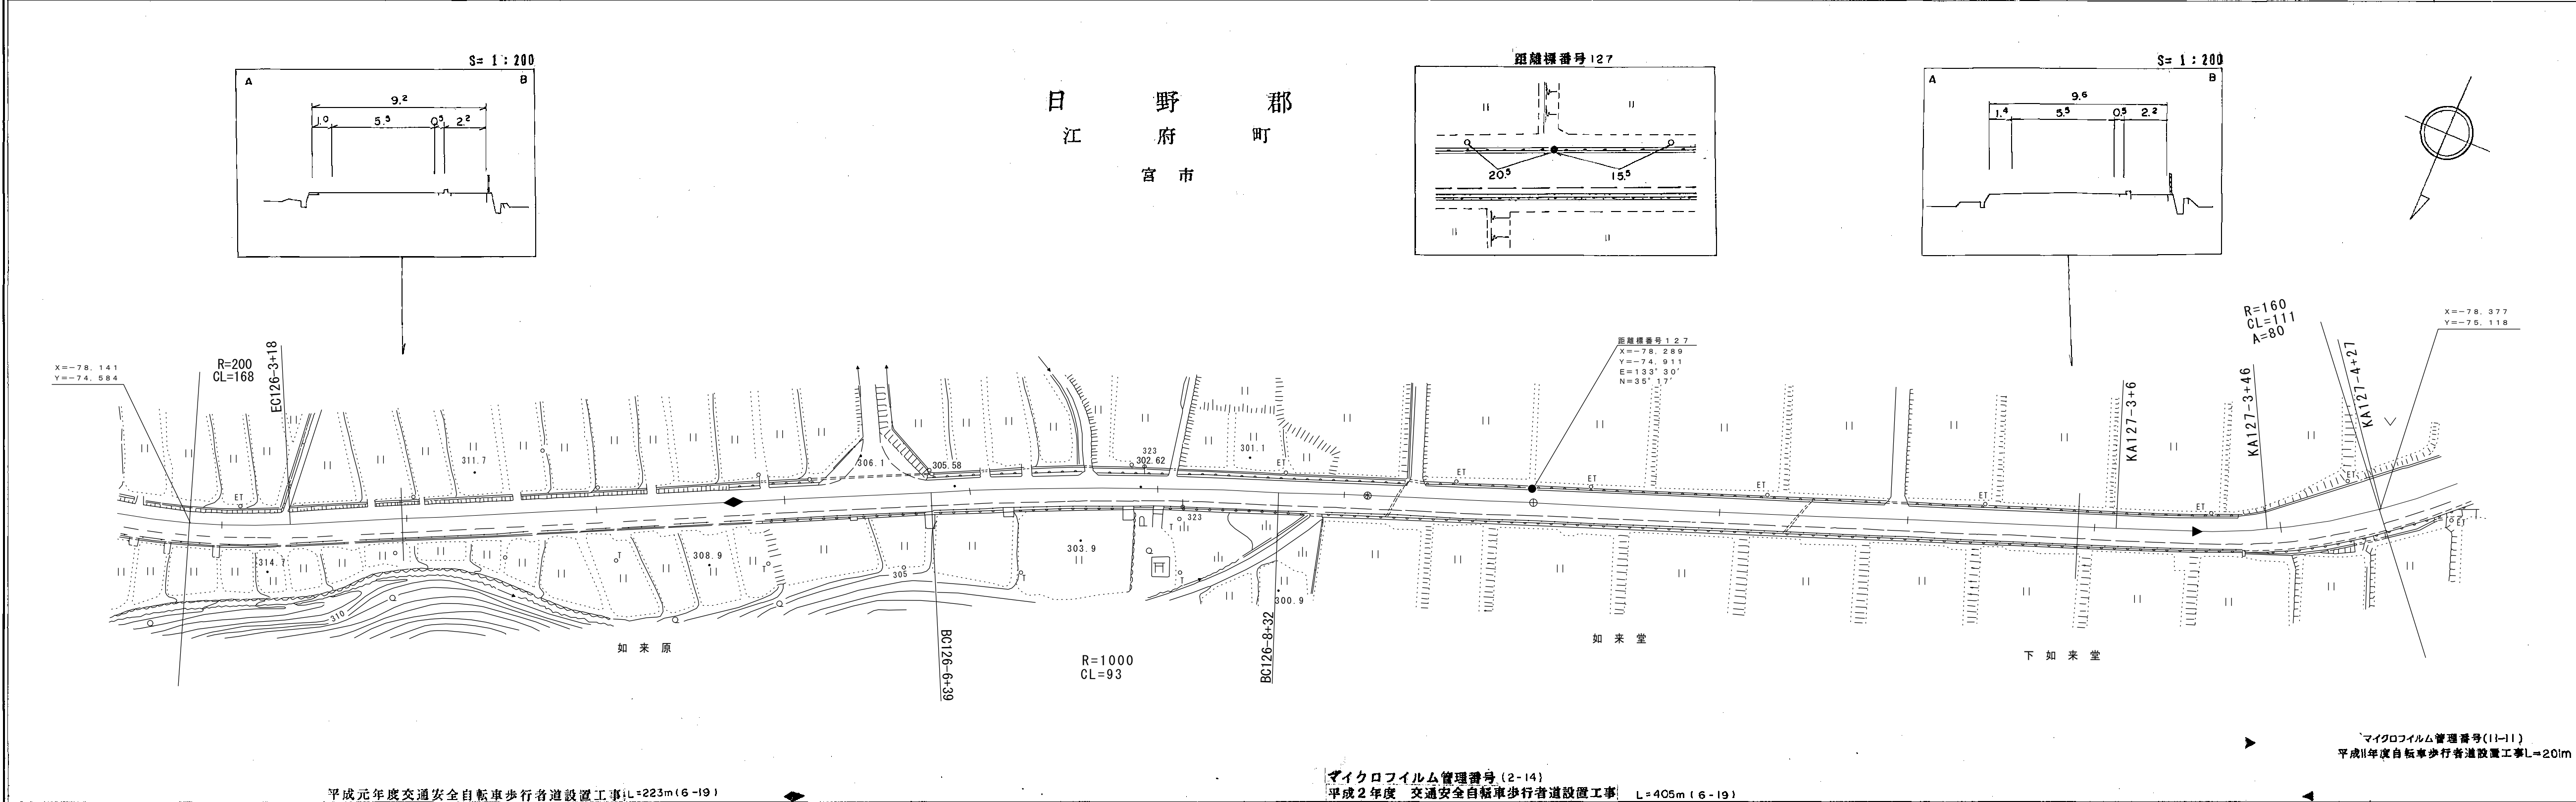 S= 1 : 200
A
B
9.2
1.0 5.5 0.5 2.2
日 野 郡
江 府 町
宮 市
距離標番号127
20.5 15.5
S= 1 : 200
A
B
9.6
1.4 5.5 0.5 2.2
X=-78, 141
Y=-74, 584
R=200
CL=168
EC126-3+18
距離標番号127
X=-78, 289
Y=-74, 911
E=133° 30′
N=35° 17′
R=160
CL=111
A=80
X=-78, 377
Y=-75, 118
KA127-3+6
KA127-3+46
KA127-4+27
311.7
306.1
305.58
323
302.62
301.1
ET
ET
ET
ET
ET
ET
ET
ET
ET
314.7
308.9
T
T
305
303.9
T
T
323
T
300.9
310
如 来 原
BC126-6+39
R=1000
CL=93
BC126-8+32
如 来 堂
下 如 来 堂
マイクロフイルム管理番号(11-11)
平成11年度自転車歩行者道設置工事L=201m
マイクロフイルム管理番号(2-14)
平成2年度 交通安全自転車歩行者道設置工事 L=405m(6-19)
平成元年度交通安全自転車歩行者道設置工事L=223m(6-19)